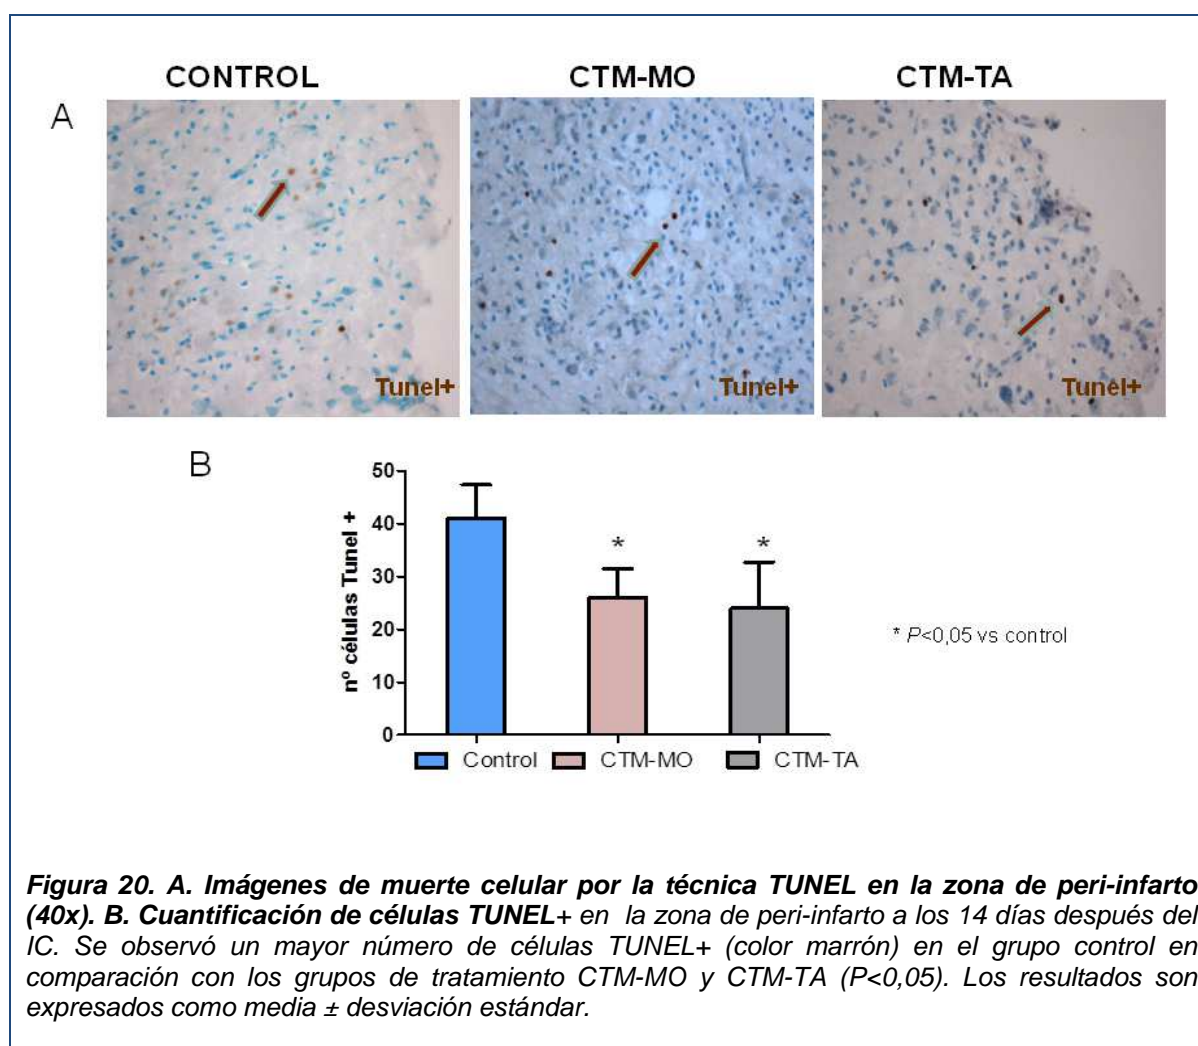 CONTROL CTM-MO CTM-TA
A
Tunel+ Tunel+ Tunel+
B
50
40
30
20
10
0
nº células Tunel +
* *
* P<0,05 vs control
Control CTM-MO CTM-TA
Figura 20. A. Imágenes de muerte celular por la técnica TUNEL en la zona de peri-infarto
(40x). B. Cuantificación de células TUNEL+ en la zona de peri-infarto a los 14 días después del
IC. Se observó un mayor número de células TUNEL+ (color marrón) en el grupo control en
comparación con los grupos de tratamiento CTM-MO y CTM-TA (P<0,05). Los resultados son
expresados como media ± desviación estándar.